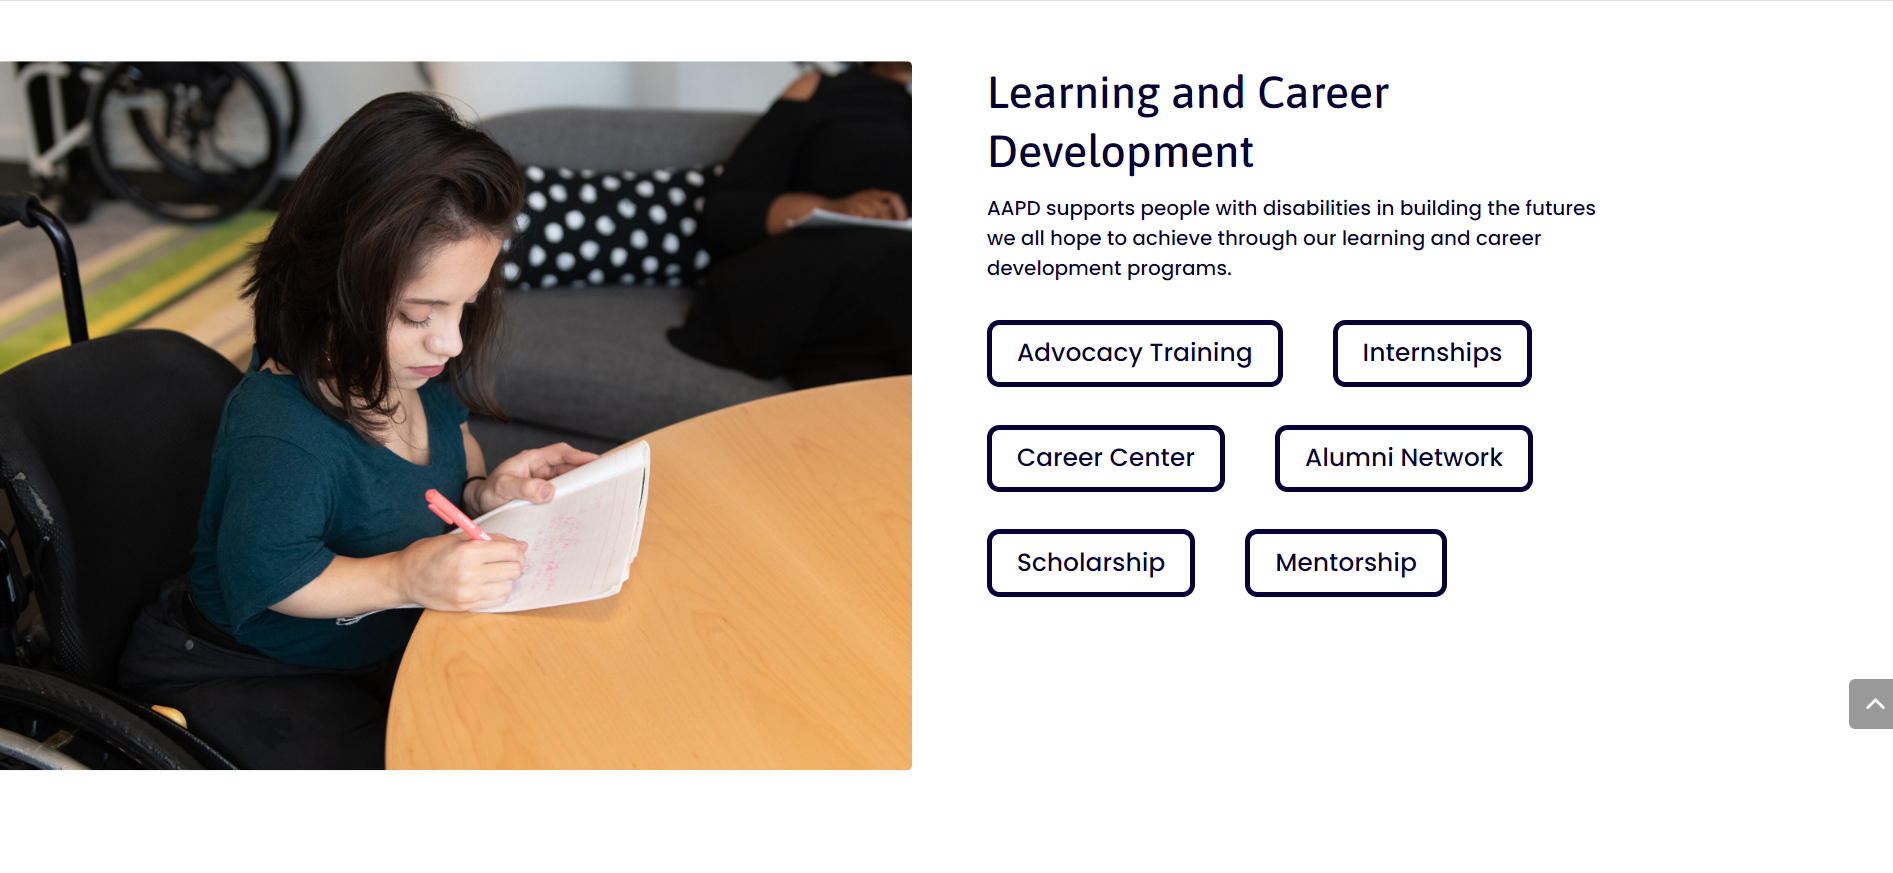 Learning and Career
Development
AAPD supports people with disabilities in building the futures
we all hope to achieve through our learning and career
development programs.
Advocacy Training
Internships
Career Center
Alumni Network
Scholarship
Mentorship